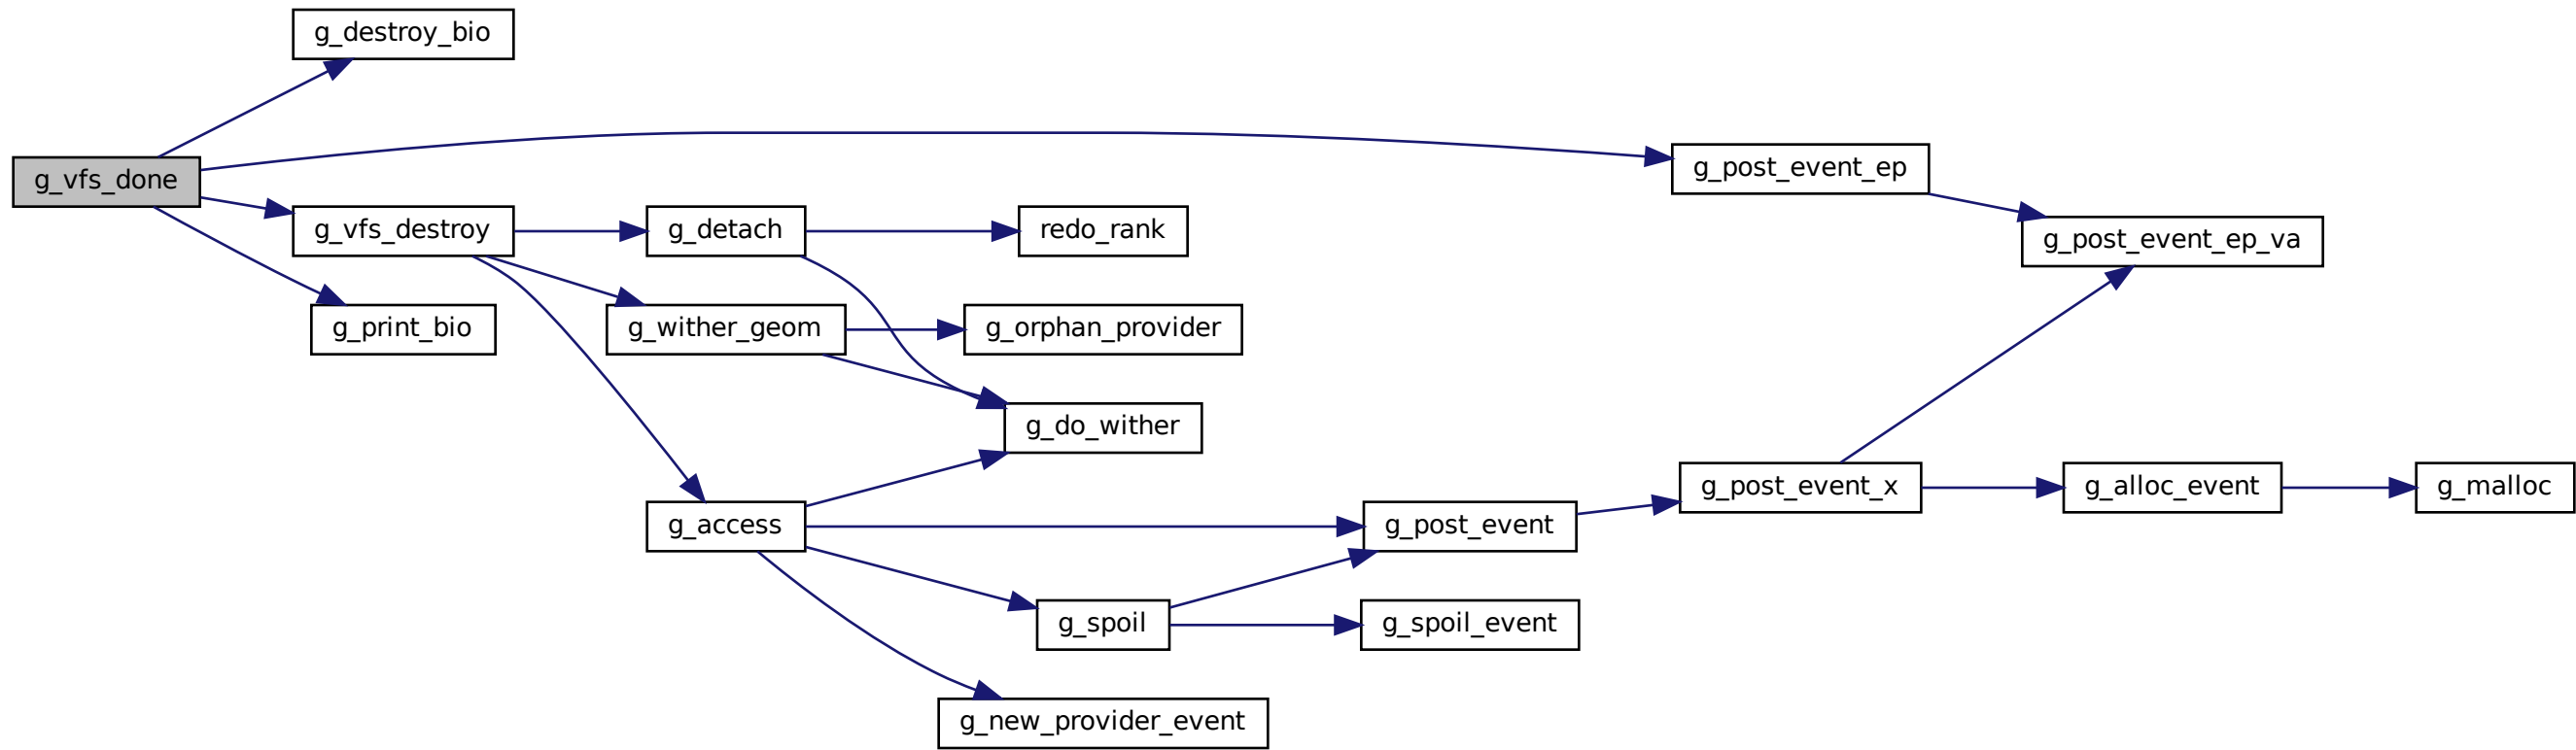 g_destroy_bio
g_vfs_done
g_post_event_ep
g_vfs_destroy
g_detach
redo_rank
g_post_event_ep_va
g_print_bio
g_wither_geom
g_orphan_provider
g_do_wither
g_access
g_post_event
g_post_event_x
g_alloc_event
g_malloc
g_spoil
g_spoil_event
g_new_provider_event